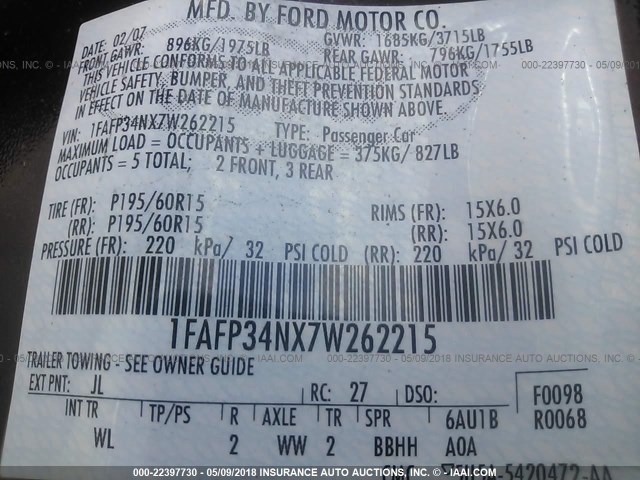 MFD. BY FORD MOTOR CO.
DATE: 02/07 GVWR: 1685KG/3715LB
FRONT GAWR: 896KG/1975LB REAR GAWR: 796KG/1755LB
THIS VEHICLE CONFORMS TO ALL APPLICABLE FEDERAL MOTOR
VEHICLE SAFETY, BUMPER, AND THEFT PREVENTION STANDARDS
IN EFFECT ON THE DATE OF MANUFACTURE SHOWN ABOVE.
VIN: 1FAFP34NX7W262215 TYPE: Passenger Car
MAXIMUM LOAD = OCCUPANTS + LUGGAGE = 375KG/ 827LB
OCCUPANTS = 5 TOTAL; 2 FRONT, 3 REAR
TIRE (FR): P195/60R15 RIMS (FR): 15X6.0
(RR): P195/60R15 (RR): 15X6.0
PRESSURE (FR): 220 kPa/ 32 PSI COLD (RR): 220 kPa/ 32 PSI COLD
1FAFP34NX7W262215
TRAILER TOWING - SEE OWNER GUIDE
EXT PNT: JL RC: 27 DSO: F0098
INT TR TP/PS R AXLE TR SPR 6AU1B R0068
WL 2 WW 2 BBHH A0A
5420472-AA
00-22397730 - 05/09/2018 INSURANCE AUTO AUCTIONS, INC.